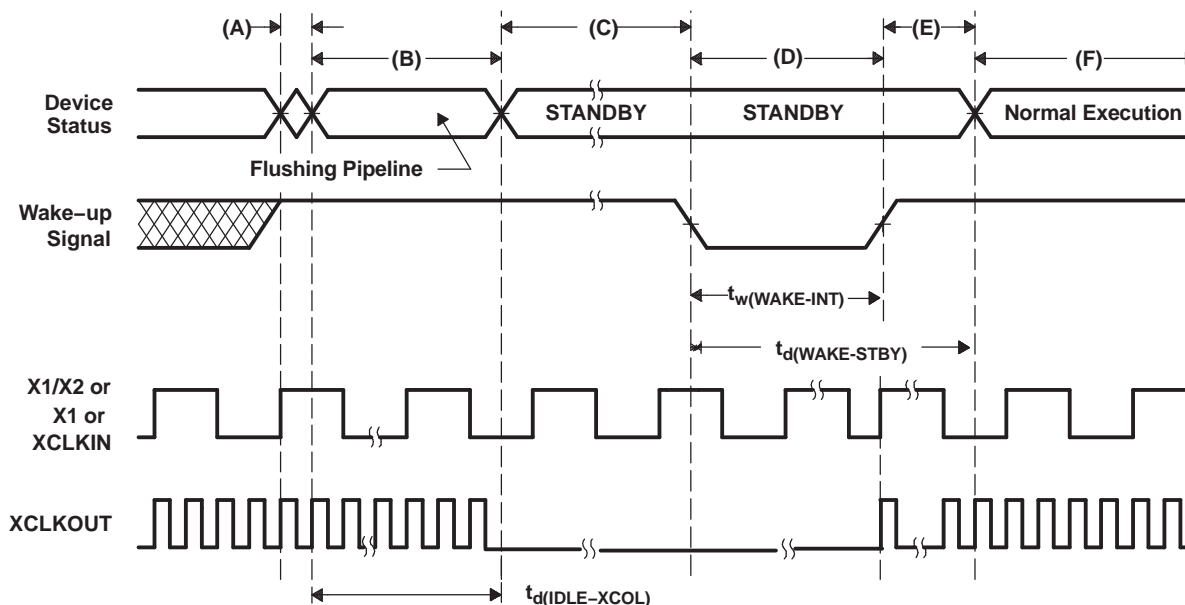 (A)
(C)
(E)
(B)
(D)
(F)
Device
Status
STANDBY
STANDBY
Normal Execution
Flushing Pipeline
Wake−up
Signal
tw(WAKE-INT)
td(WAKE-STBY)
X1/X2 or
X1 or
XCLKIN
XCLKOUT
td(IDLE−XCOL)